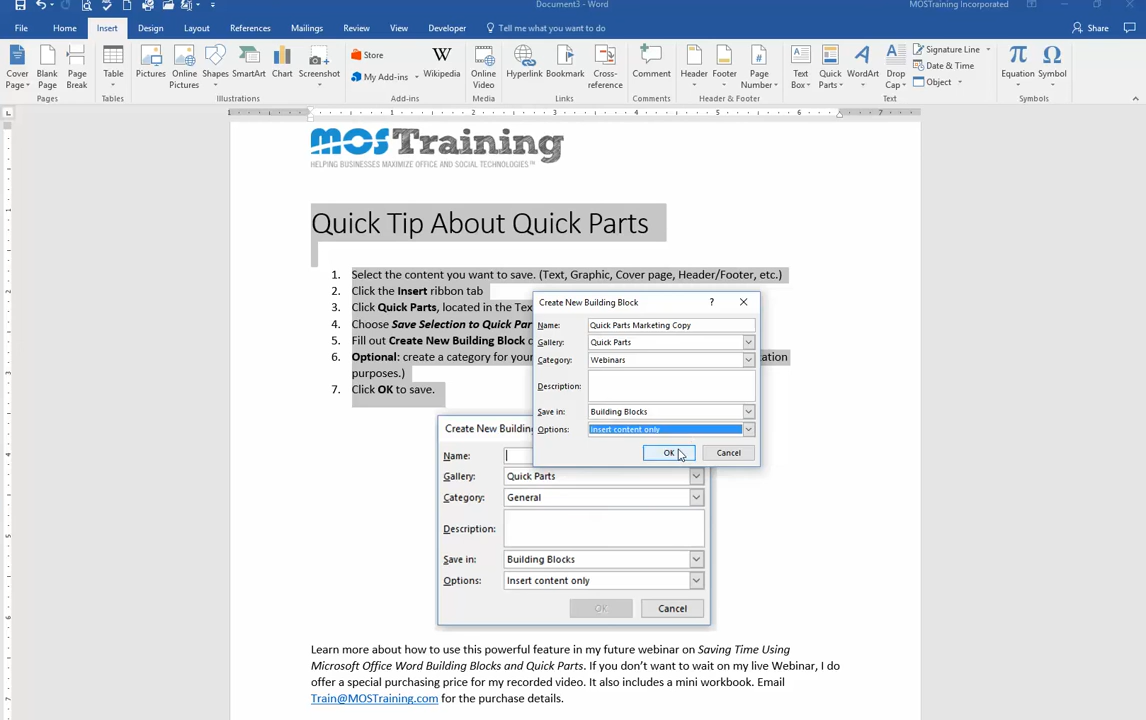 Document3 - Word
MOSTraining Incorporated
File Home Insert Design Layout References Mailings Review View Developer Tell me what you want to do Share
Cover Page
Blank Page
Page Break
Table
Pictures
Online Pictures
Shapes
SmartArt
Chart
Screenshot
Store
My Add-ins
Wikipedia
Online Video
Hyperlink
Bookmark
Cross-reference
Comment
Header
Footer
Page Number
Text Box
Quick Parts
WordArt
Drop Cap
Signature Line
Date & Time
Object
Equation
Symbol
Pages Tables Illustrations Add-ins Media Links Comments Header & Footer Text Symbols
1 1 2 3 4 5 6 7
MOSTraining
HELPING BUSINESSES MAXIMIZE OFFICE AND SOCIAL TECHNOLOGIES.™
Quick Tip About Quick Parts
1. Select the content you want to save. (Text, Graphic, Cover page, Header/Footer, etc.)
2. Click the Insert ribbon tab
3. Click Quick Parts, located in the Tex
4. Choose Save Selection to Quick Par
5. Fill out Create New Building Block
6. Optional: create a category for your
zation
purposes.)
7. Click OK to save.
Create New Building Block ?
Name: Quick Parts Marketing Copy
Gallery: Quick Parts
Category: Webinars
Description:
Save in: Building Blocks
Options: Insert content only
OK Cancel
Create New Building
Name:
Gallery: Quick Parts
Category: General
Description:
Save in: Building Blocks
Options: Insert content only
OK Cancel
Learn more about how to use this powerful feature in my future webinar on Saving Time Using
Microsoft Office Word Building Blocks and Quick Parts. If you don't want to wait on my live Webinar, I do
offer a special purchasing price for my recorded video. It also includes a mini workbook. Email
Train@MOSTraining.com for the purchase details.